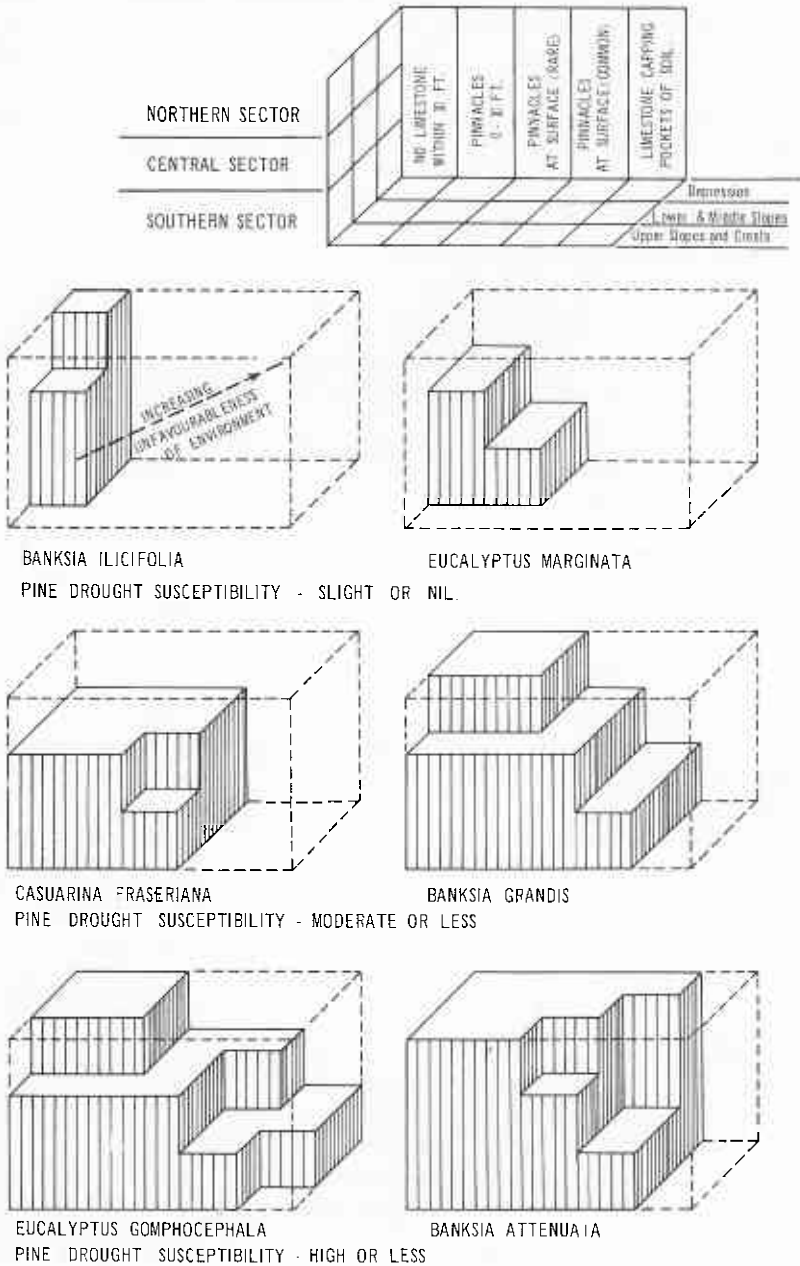 NORTHERN SECTOR
CENTRAL SECTOR
SOUTHERN SECTOR
NO LIMESTONE
WITHIN FT.
PINNACLES
FT.
PINNACLES
AT SURFACE (RARE)
PINNACLES
AT SURFACE (COMMON)
LIMESTONE CAPPING
POCKETS OF SOIL
Depression
Lower & Middle Slopes
Upper Slopes and Crests
INCREASING
UNFAVOURABLENESS
OF ENVIRONMENT
BANKSIA ILICIFOLIA
EUCALYPTUS MARGINATA
PINE DROUGHT SUSCEPTIBILITY - SLIGHT OR NIL.
CASUARINA FRASERIANA
BANKSIA GRANDIS
PINE DROUGHT SUSCEPTIBILITY - MODERATE OR LESS
EUCALYPTUS GOMPHOCEPHALA
BANKSIA ATTENUATA
PINE DROUGHT SUSCEPTIBILITY - HIGH OR LESS